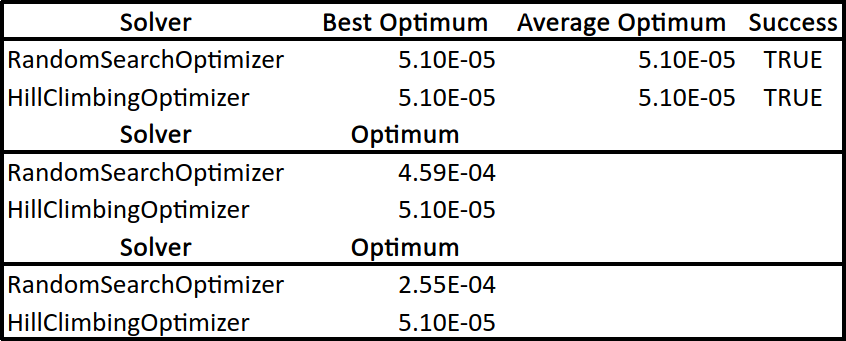 Solver Best Optimum Average Optimum Success
RandomSearchOptimizer 5.10E-05 5.10E-05 TRUE
HillClimbingOptimizer 5.10E-05 5.10E-05 TRUE
Solver Optimum
RandomSearchOptimizer 4.59E-04
HillClimbingOptimizer 5.10E-05
Solver Optimum
RandomSearchOptimizer 2.55E-04
HillClimbingOptimizer 5.10E-05